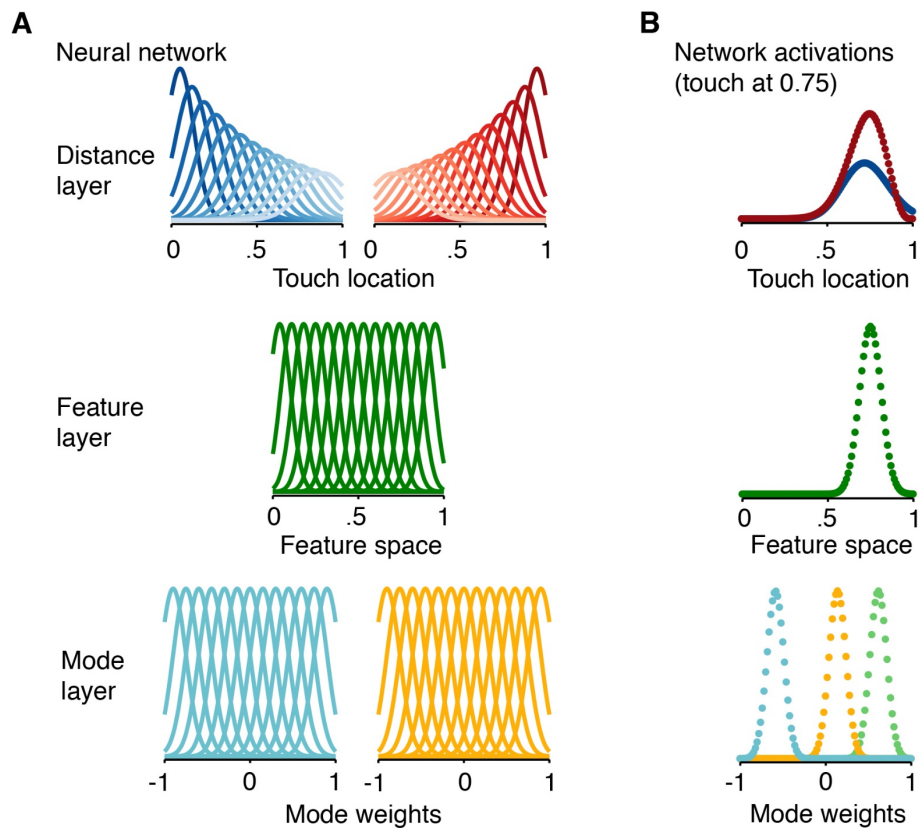 A
Neural network
Distance
layer
0 .5 1
0 .5 1
Touch location
Feature
layer
0 .5 1
Feature space
Mode
layer
-1 0 1
-1 0 1
Mode weights
B
Network activations
(touch at 0.75)
0 .5 1
Touch location
0 .5 1
Feature space
-1 0 1
Mode weights